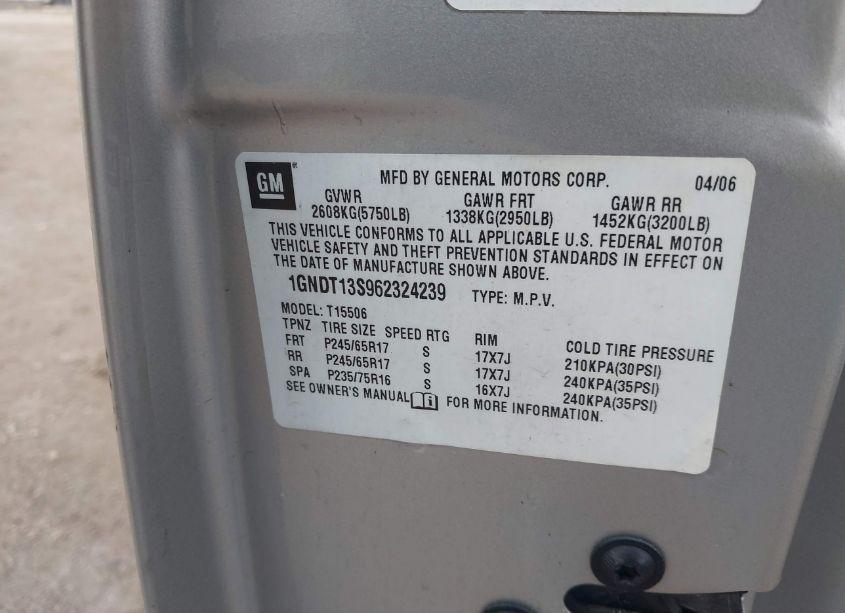 GM
MFD BY GENERAL MOTORS CORP. 04/06
GVWR GAWR FRT GAWR RR
2608KG(5750LB) 1338KG(2950LB) 1452KG(3200LB)
THIS VEHICLE CONFORMS TO ALL APPLICABLE U.S. FEDERAL MOTOR
VEHICLE SAFETY AND THEFT PREVENTION STANDARDS IN EFFECT ON
THE DATE OF MANUFACTURE SHOWN ABOVE.
1GNDT13S962324239 TYPE: M.P.V.
MODEL: T15506
TPNZ TIRE SIZE SPEED RTG RIM COLD TIRE PRESSURE
FRT P245/65R17 S 17X7J 210KPA(30PSI)
RR P245/65R17 S 17X7J 240KPA(35PSI)
SPA P235/75R16 S 16X7J 240KPA(35PSI)
SEE OWNER'S MANUAL FOR MORE INFORMATION.